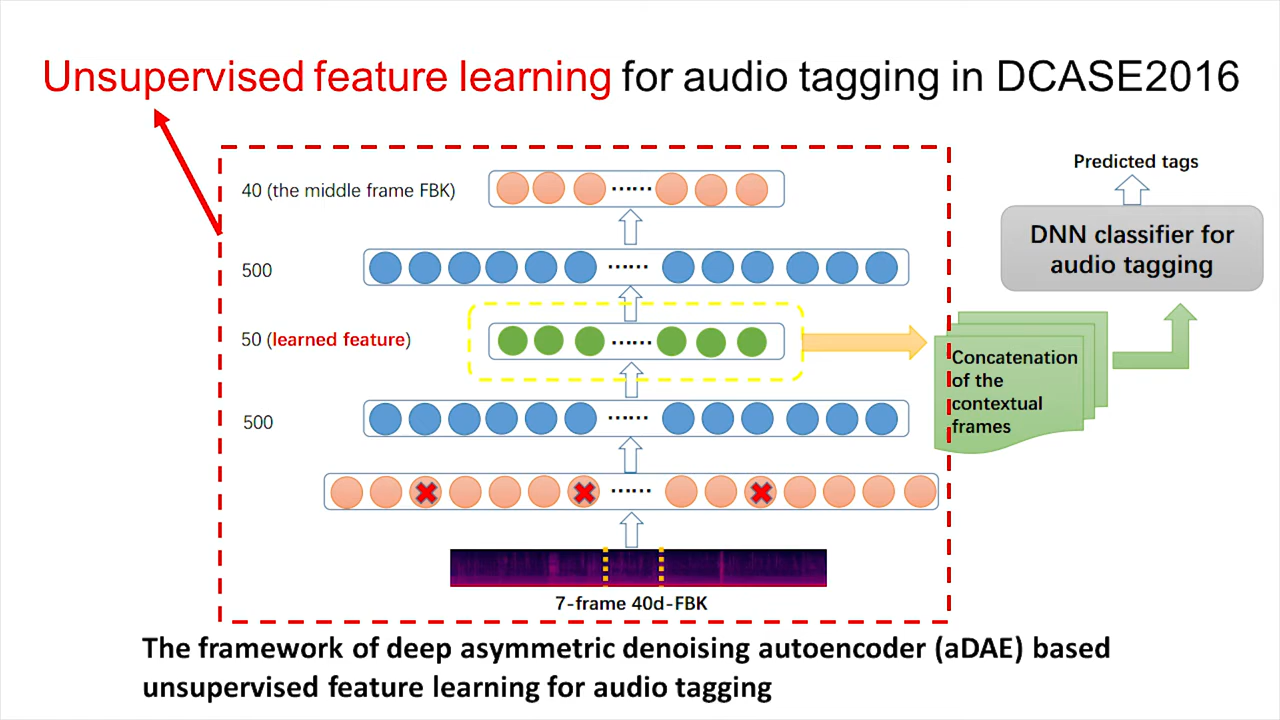 Unsupervised feature learning for audio tagging in DCASE2016
Predicted tags
40 (the middle frame FBK)
······
DNN classifier for
audio tagging
500
······
50 (learned feature)
······
Concatenation
of the
contextual
frames
500
······
······
7-frame 40d-FBK
The framework of deep asymmetric denoising autoencoder (aDAE) based
unsupervised feature learning for audio tagging